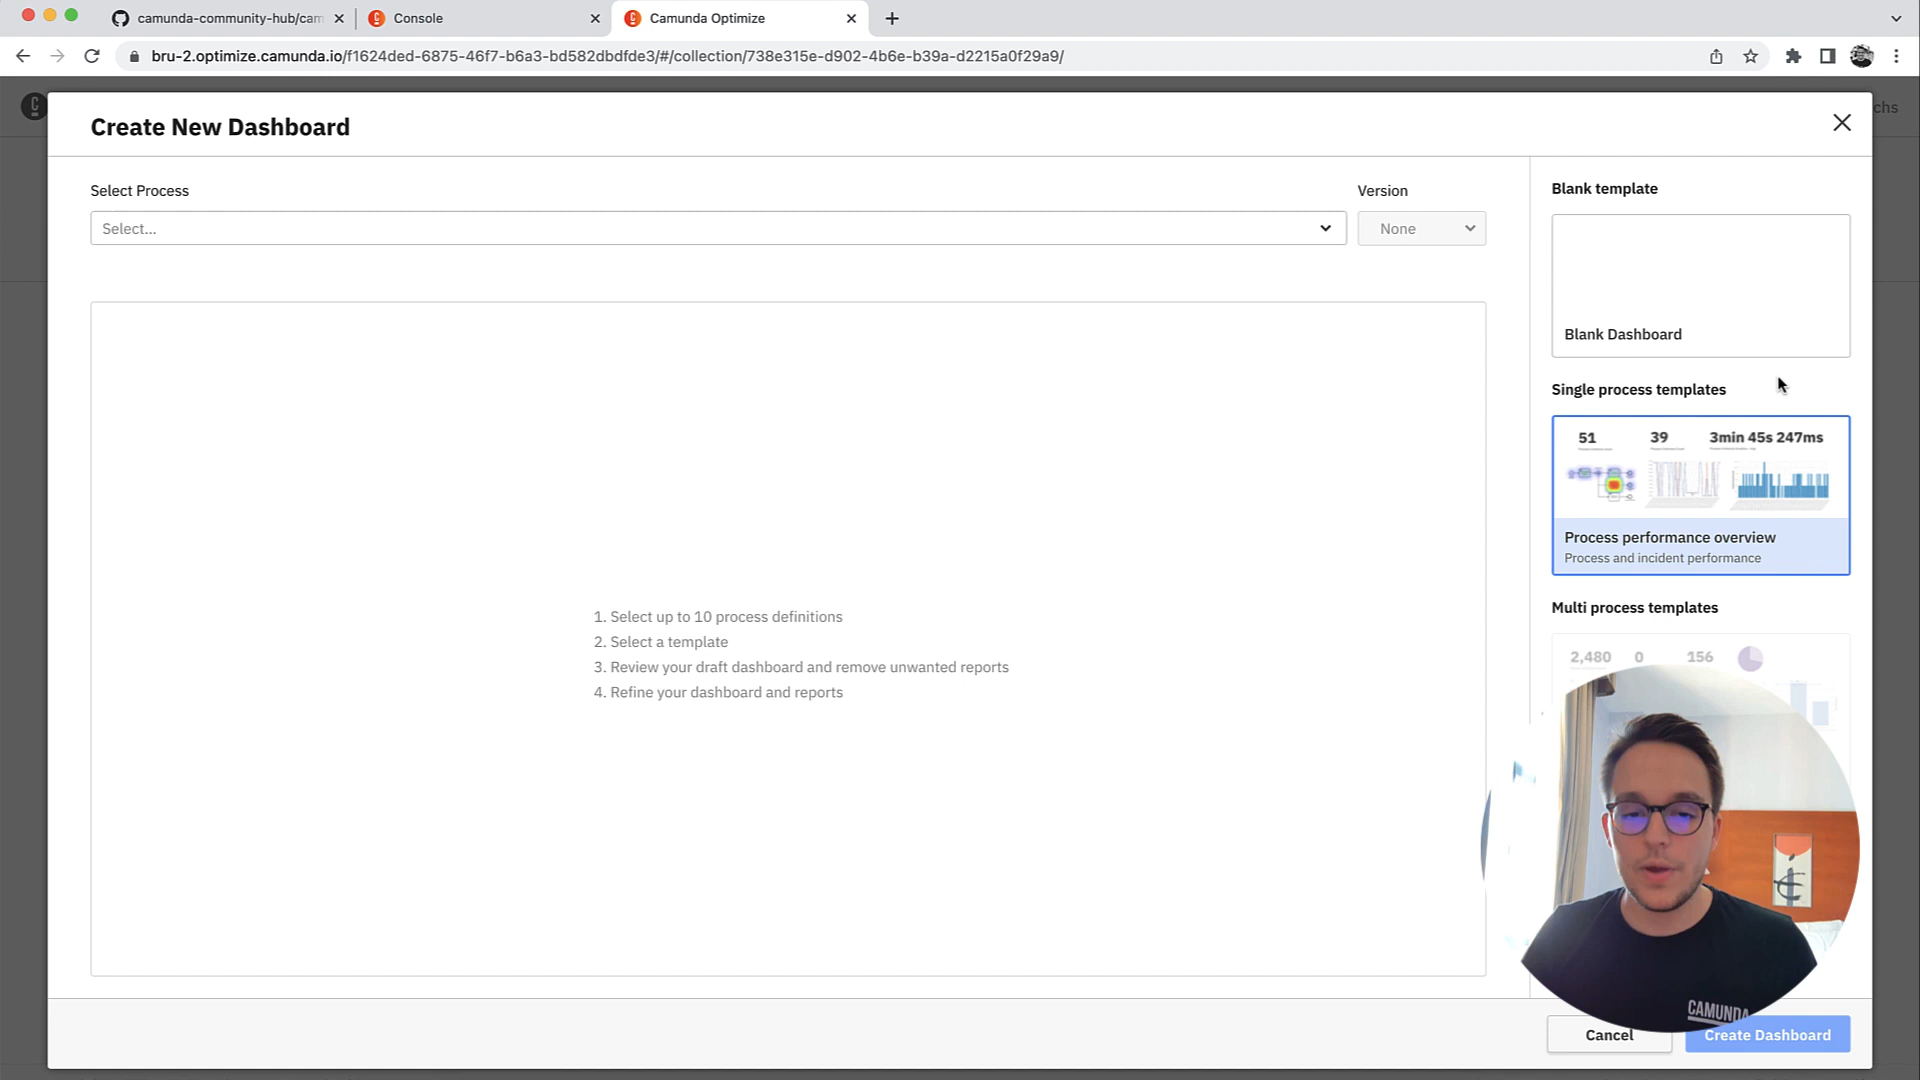 camunda-community-hub/cam
Console
Camunda Optimize
bru-2.optimize.camunda.io/f1624ded-6875-46f7-b6a3-bd582dbdfde3/#/collection/738e315e-d902-4b6e-b39a-d2215a0f29a9/
chs
Create New Dashboard
Select Process
Version
Select...
None
1. Select up to 10 process definitions
2. Select a template
3. Review your draft dashboard and remove unwanted reports
4. Refine your dashboard and reports
Blank template
Blank Dashboard
Single process templates
51 39 3min 45s 247ms
Process performance overview
Process and incident performance
Multi process templates
2,480 0 156
CAMUNDA
Cancel
Create Dashboard